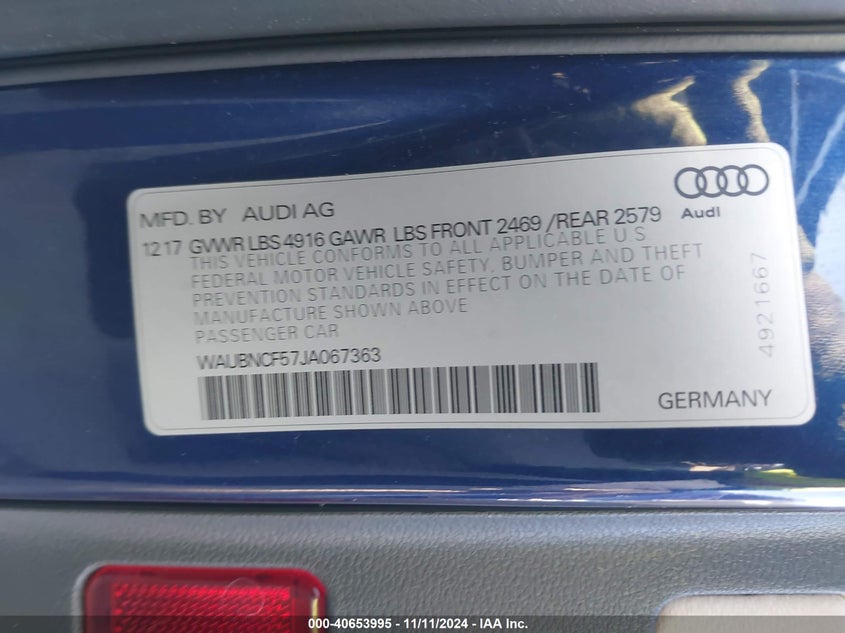 MFD. BY AUDI AG
Audi
12 17 GVWR LBS 4916 GAWR LBS FRONT 2469 /REAR 2579
THIS VEHICLE CONFORMS TO ALL APPLICABLE U.S
FEDERAL MOTOR VEHICLE SAFETY, BUMPER AND THEFT
PREVENTION STANDARDS IN EFFECT ON THE DATE OF
MANUFACTURE SHOWN ABOVE
PASSENGER CAR
WAUBNCF57JA067363
4921667
GERMANY
000-40653995 - 11/11/2024 - IAA Inc.